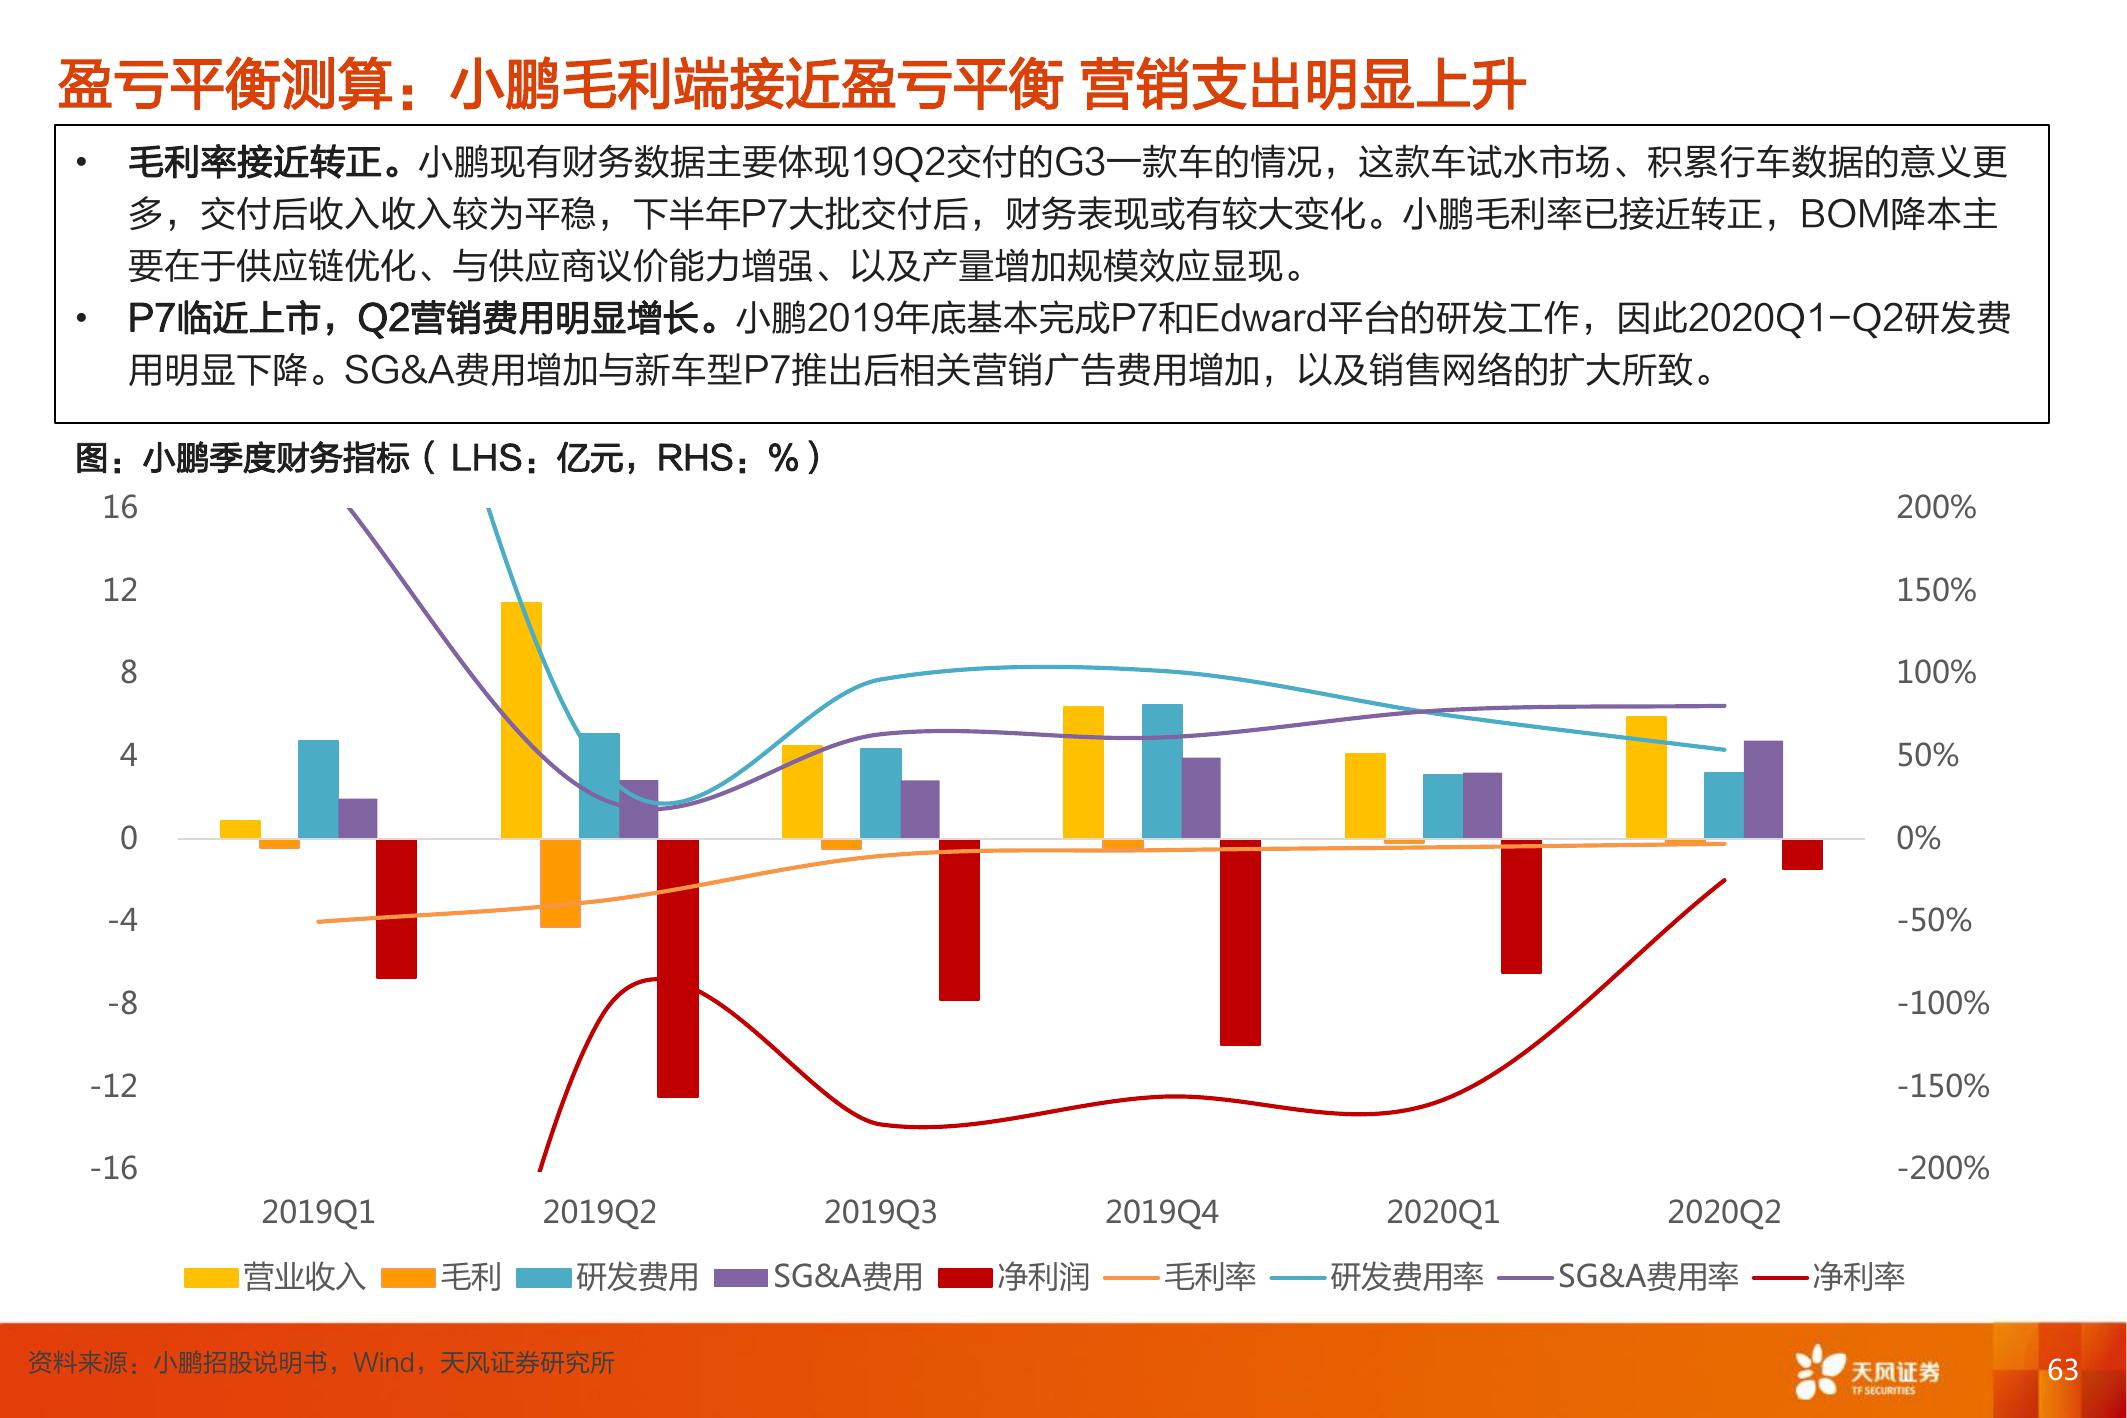 盈亏平衡测算：小鹏毛利端接近盈亏平衡 营销支出明显上升
• 毛利率接近转正。小鹏现有财务数据主要体现19Q2交付的G3一款车的情况，这款车试水市场、积累行车数据的意义更
多，交付后收入收入较为平稳，下半年P7大批交付后，财务表现或有较大变化。小鹏毛利率已接近转正，BOM降本主
要在于供应链优化、与供应商议价能力增强、以及产量增加规模效应显现。
• P7临近上市，Q2营销费用明显增长。小鹏2019年底基本完成P7和Edward平台的研发工作，因此2020Q1-Q2研发费
用明显下降。SG&A费用增加与新车型P7推出后相关营销广告费用增加，以及销售网络的扩大所致。
图：小鹏季度财务指标（LHS：亿元，RHS：%）
16
12
8
4
0
-4
-8
-12
-16
200%
150%
100%
50%
0%
-50%
-100%
-150%
-200%
2019Q1 2019Q2 2019Q3 2019Q4 2020Q1 2020Q2
营业收入 毛利 研发费用 SG&A费用 净利润 毛利率 研发费用率 SG&A费用率 净利率
资料来源：小鹏招股说明书，Wind，天风证券研究所
天风证券
TF SECURITIES
63